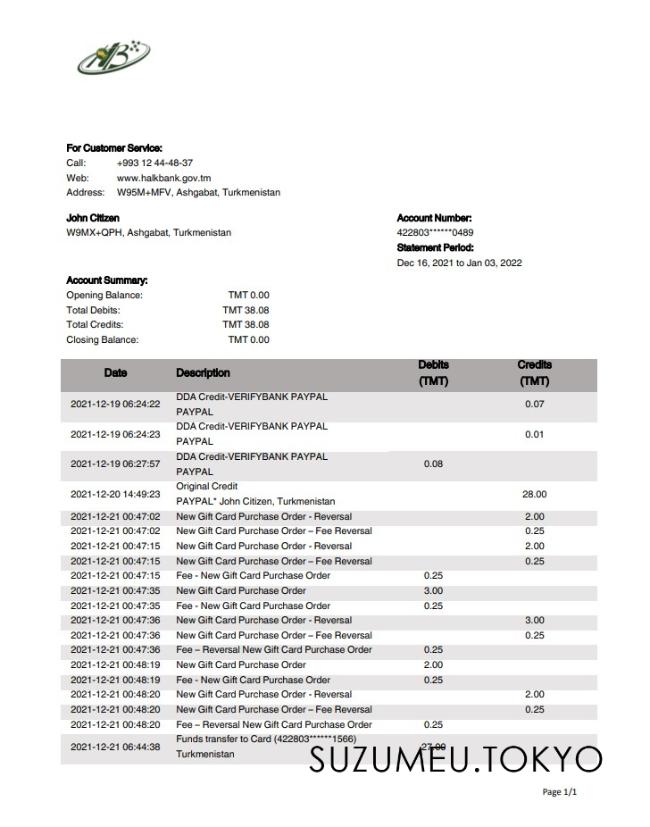 For Customer Service:
Call: +993 12 44-48-37
Web: www.halkbank.gov.tm
Address: W95M+MFV, Ashgabat, Turkmenistan
John Citizen
W9MX+QPH, Ashgabat, Turkmenistan
Account Number:
422803******0489
Statement Period:
Dec 16, 2021 to Jan 03, 2022
Account Summary:
Opening Balance: TMT 0.00
Total Debits: TMT 38.08
Total Credits: TMT 38.08
Closing Balance: TMT 0.00
Date Description Debits (TMT) Credits (TMT)
2021-12-19 06:24:22 DDA Credit-VERIFYBANK PAYPAL
PAYPAL 0.07
2021-12-19 06:24:23 DDA Credit-VERIFYBANK PAYPAL
PAYPAL 0.01
2021-12-19 06:27:57 DDA Credit-VERIFYBANK PAYPAL
PAYPAL 0.08
2021-12-20 14:49:23 Original Credit
PAYPAL* John Citizen, Turkmenistan 28.00
2021-12-21 00:47:02 New Gift Card Purchase Order - Reversal 2.00
2021-12-21 00:47:02 New Gift Card Purchase Order – Fee Reversal 0.25
2021-12-21 00:47:15 New Gift Card Purchase Order - Reversal 2.00
2021-12-21 00:47:15 New Gift Card Purchase Order – Fee Reversal 0.25
2021-12-21 00:47:15 Fee - New Gift Card Purchase Order 0.25
2021-12-21 00:47:35 New Gift Card Purchase Order 3.00
2021-12-21 00:47:35 Fee - New Gift Card Purchase Order 0.25
2021-12-21 00:47:36 New Gift Card Purchase Order - Reversal 3.00
2021-12-21 00:47:36 New Gift Card Purchase Order – Fee Reversal 0.25
2021-12-21 00:47:36 Fee – Reversal New Gift Card Purchase Order 0.25
2021-12-21 00:48:19 New Gift Card Purchase Order 2.00
2021-12-21 00:48:19 Fee - New Gift Card Purchase Order 0.25
2021-12-21 00:48:20 New Gift Card Purchase Order - Reversal 2.00
2021-12-21 00:48:20 New Gift Card Purchase Order – Fee Reversal 0.25
2021-12-21 00:48:20 Fee – Reversal New Gift Card Purchase Order 0.25
2021-12-21 06:44:38 Funds transfer to Card (422803******1566)
Turkmenistan
SUZUMEU.TOKYO
Page 1/1